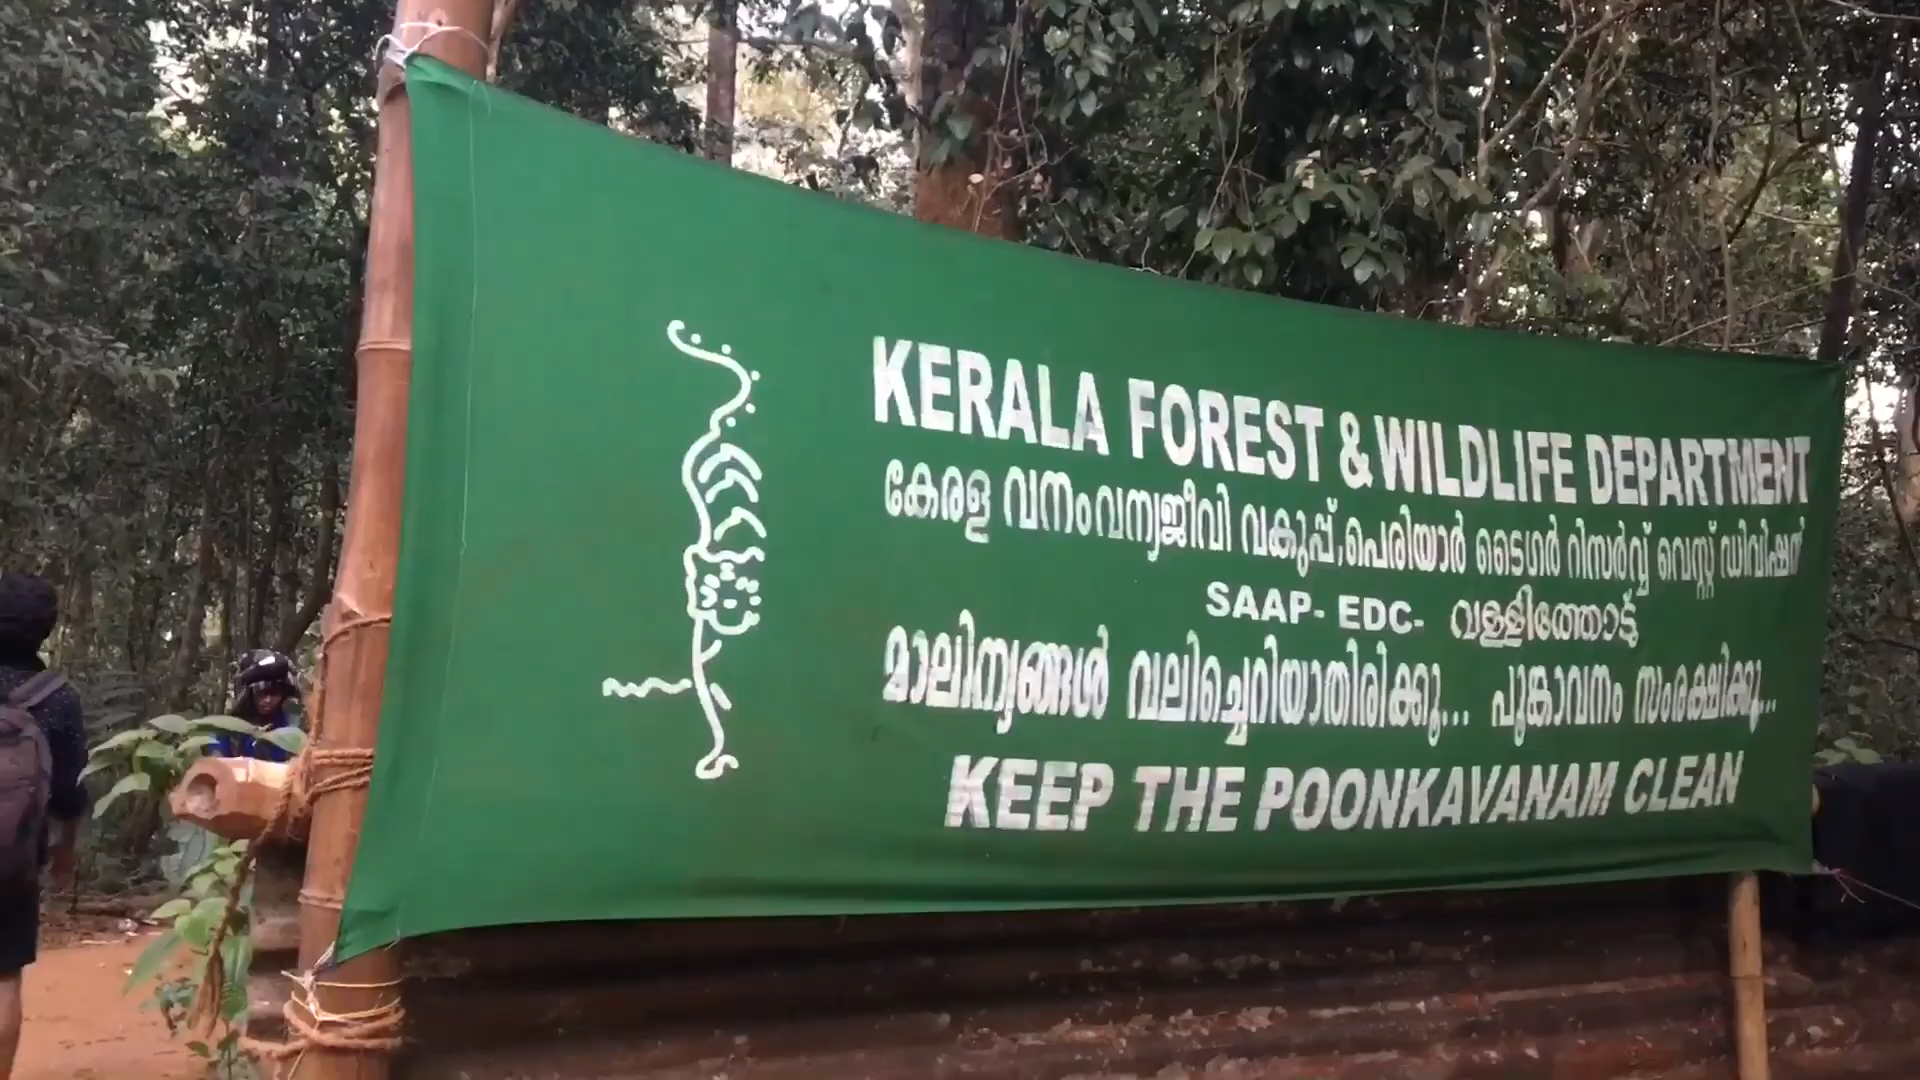 KERALA FOREST & WILDLIFE DEPARTMENT
കേരള വനംവന്യജീവി വകുപ്പ്, പെരിയാർ ടൈഗർ റിസർവ്വ് വെസ്റ്റ് ഡിവിഷൻ
SAAP- EDC- വള്ളിത്തോട്
മാലിന്യങ്ങൾ വലിച്ചെറിയാതിരിക്കൂ... പൂങ്കാവനം സംരക്ഷിക്കൂ...
KEEP THE POONKAVANAM CLEAN